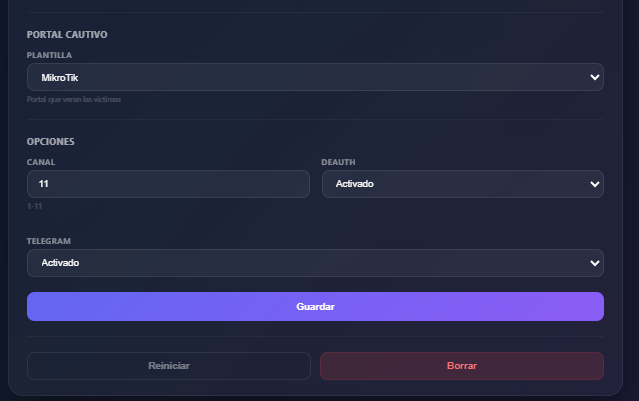 PORTAL CAUTIVO
PLANTILLA
MikroTik
Portal que veran las victimas
OPCIONES
CANAL
DEAUTH
11
Activado
1-11
TELEGRAM
Activado
Guardar
Reiniciar
Borrar